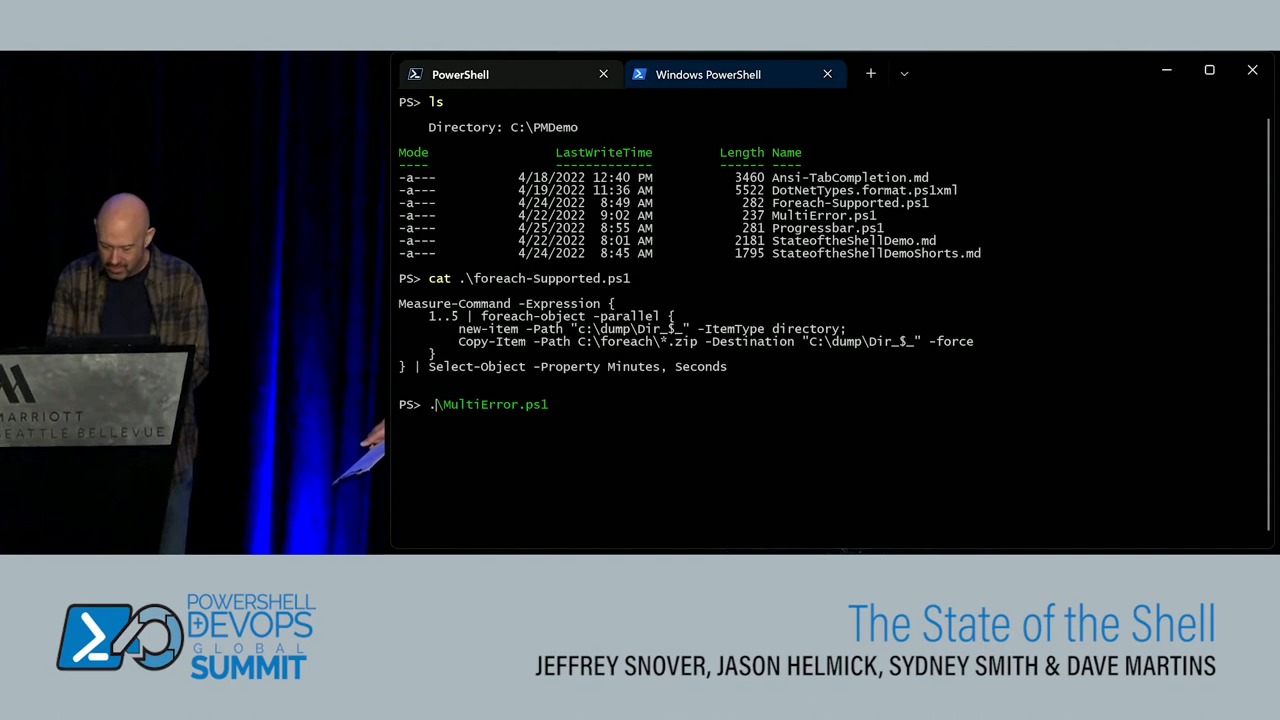 PowerShell
Windows PowerShell
PS> ls
Directory: C:\PMDemo
Mode LastWriteTime Length Name
---- ------------- ------ ----
-a--- 4/18/2022 12:40 PM 3460 Ansi-TabCompletion.md
-a--- 4/19/2022 11:36 AM 5522 DotNetTypes.format.ps1xml
-a--- 4/24/2022 8:49 AM 282 Foreach-Supported.ps1
-a--- 4/22/2022 9:02 AM 237 MultiError.ps1
-a--- 4/25/2022 8:55 AM 281 Progressbar.ps1
-a--- 4/22/2022 8:01 AM 2181 StateoftheShellDemo.md
-a--- 4/24/2022 8:45 AM 1795 StateoftheShellDemoShorts.md
PS> cat .\foreach-Supported.ps1
Measure-Command -Expression {
1..5 | foreach-object -parallel {
new-item -Path "c:\dump\Dir_$_" -ItemType directory;
Copy-Item -Path C:\foreach\*.zip -Destination "C:\dump\Dir_$_" -force
}
} | Select-Object -Property Minutes, Seconds
PS> .\MultiError.ps1
MARRIOTT
SEATTLE BELLEVUE
POWERSHELL
+DEVOPS
GLOBAL
SUMMIT
The State of the Shell
JEFFREY SNOVER, JASON HELMICK, SYDNEY SMITH & DAVE MARTINS